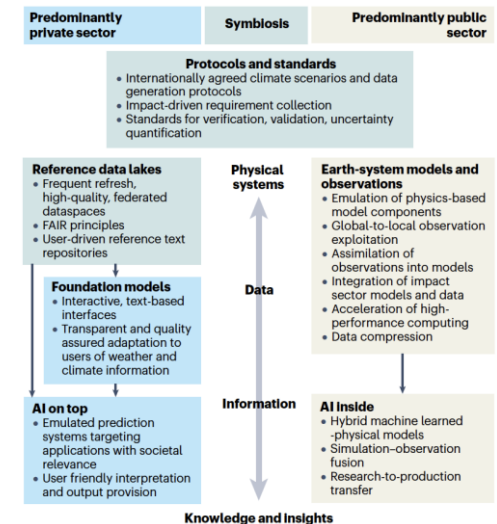 Predominantly
private sector
Symbiosis
Predominantly public
sector
Protocols and standards
• Internationally agreed climate scenarios and data
generation protocols
• Impact-driven requirement collection
• Standards for verification, validation, uncertainty
quantification
Reference data lakes
• Frequent refresh,
high-quality, federated
dataspaces
• FAIR principles
• User-driven reference text
repositories
Foundation models
• Interactive, text-based
interfaces
• Transparent and quality
assured adaptation to
users of weather and
climate information
AI on top
• Emulated prediction
systems targeting
applications with societal
relevance
• User friendly interpretation
and output provision
Physical
systems
Data
Information
Knowledge and insights
Earth-system models and
observations
• Emulation of physics-based
model components
• Global-to-local observation
exploitation
• Assimilation of
observations into models
• Integration of impact
sector models and data
• Acceleration of high-
performance computing
• Data compression
AI inside
• Hybrid machine learned
-physical models
• Simulation–observation
fusion
• Research-to-production
transfer